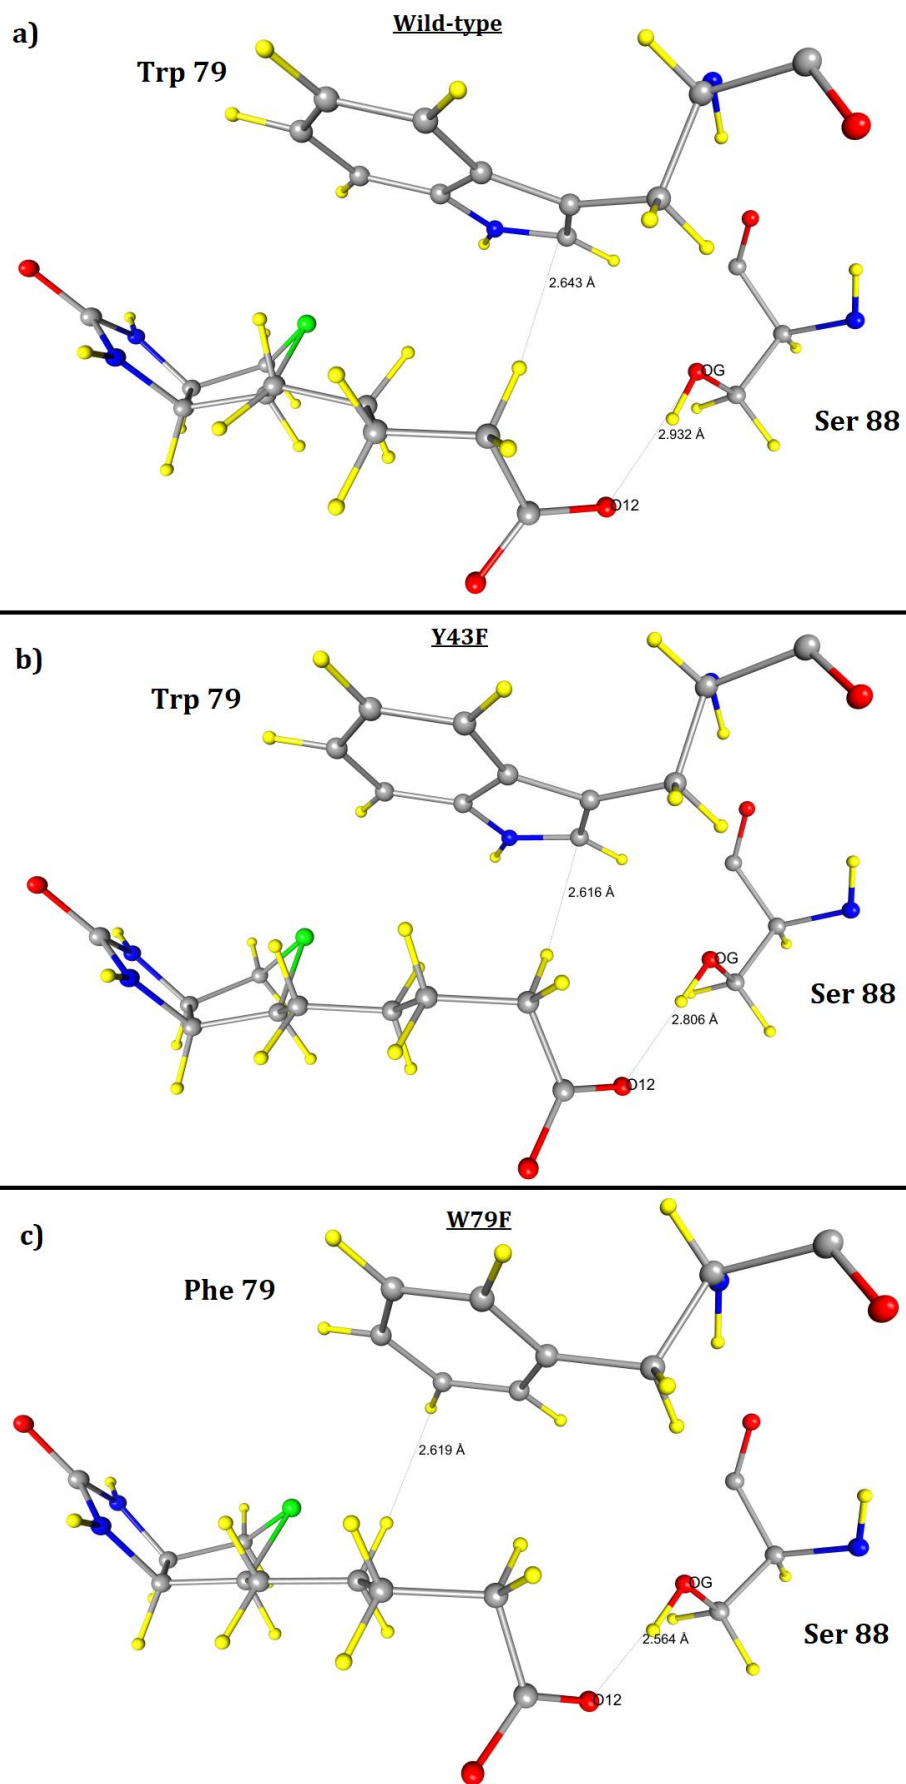 a)
Wild-type
Trp 79
2.643 Å
OG
Ser 88
2.932 Å
O12
b)
Y43F
Trp 79
2.616 Å
OG
Ser 88
2.806 Å
O12
c)
W79F
Phe 79
2.619 Å
OG
Ser 88
2.564 Å
O12